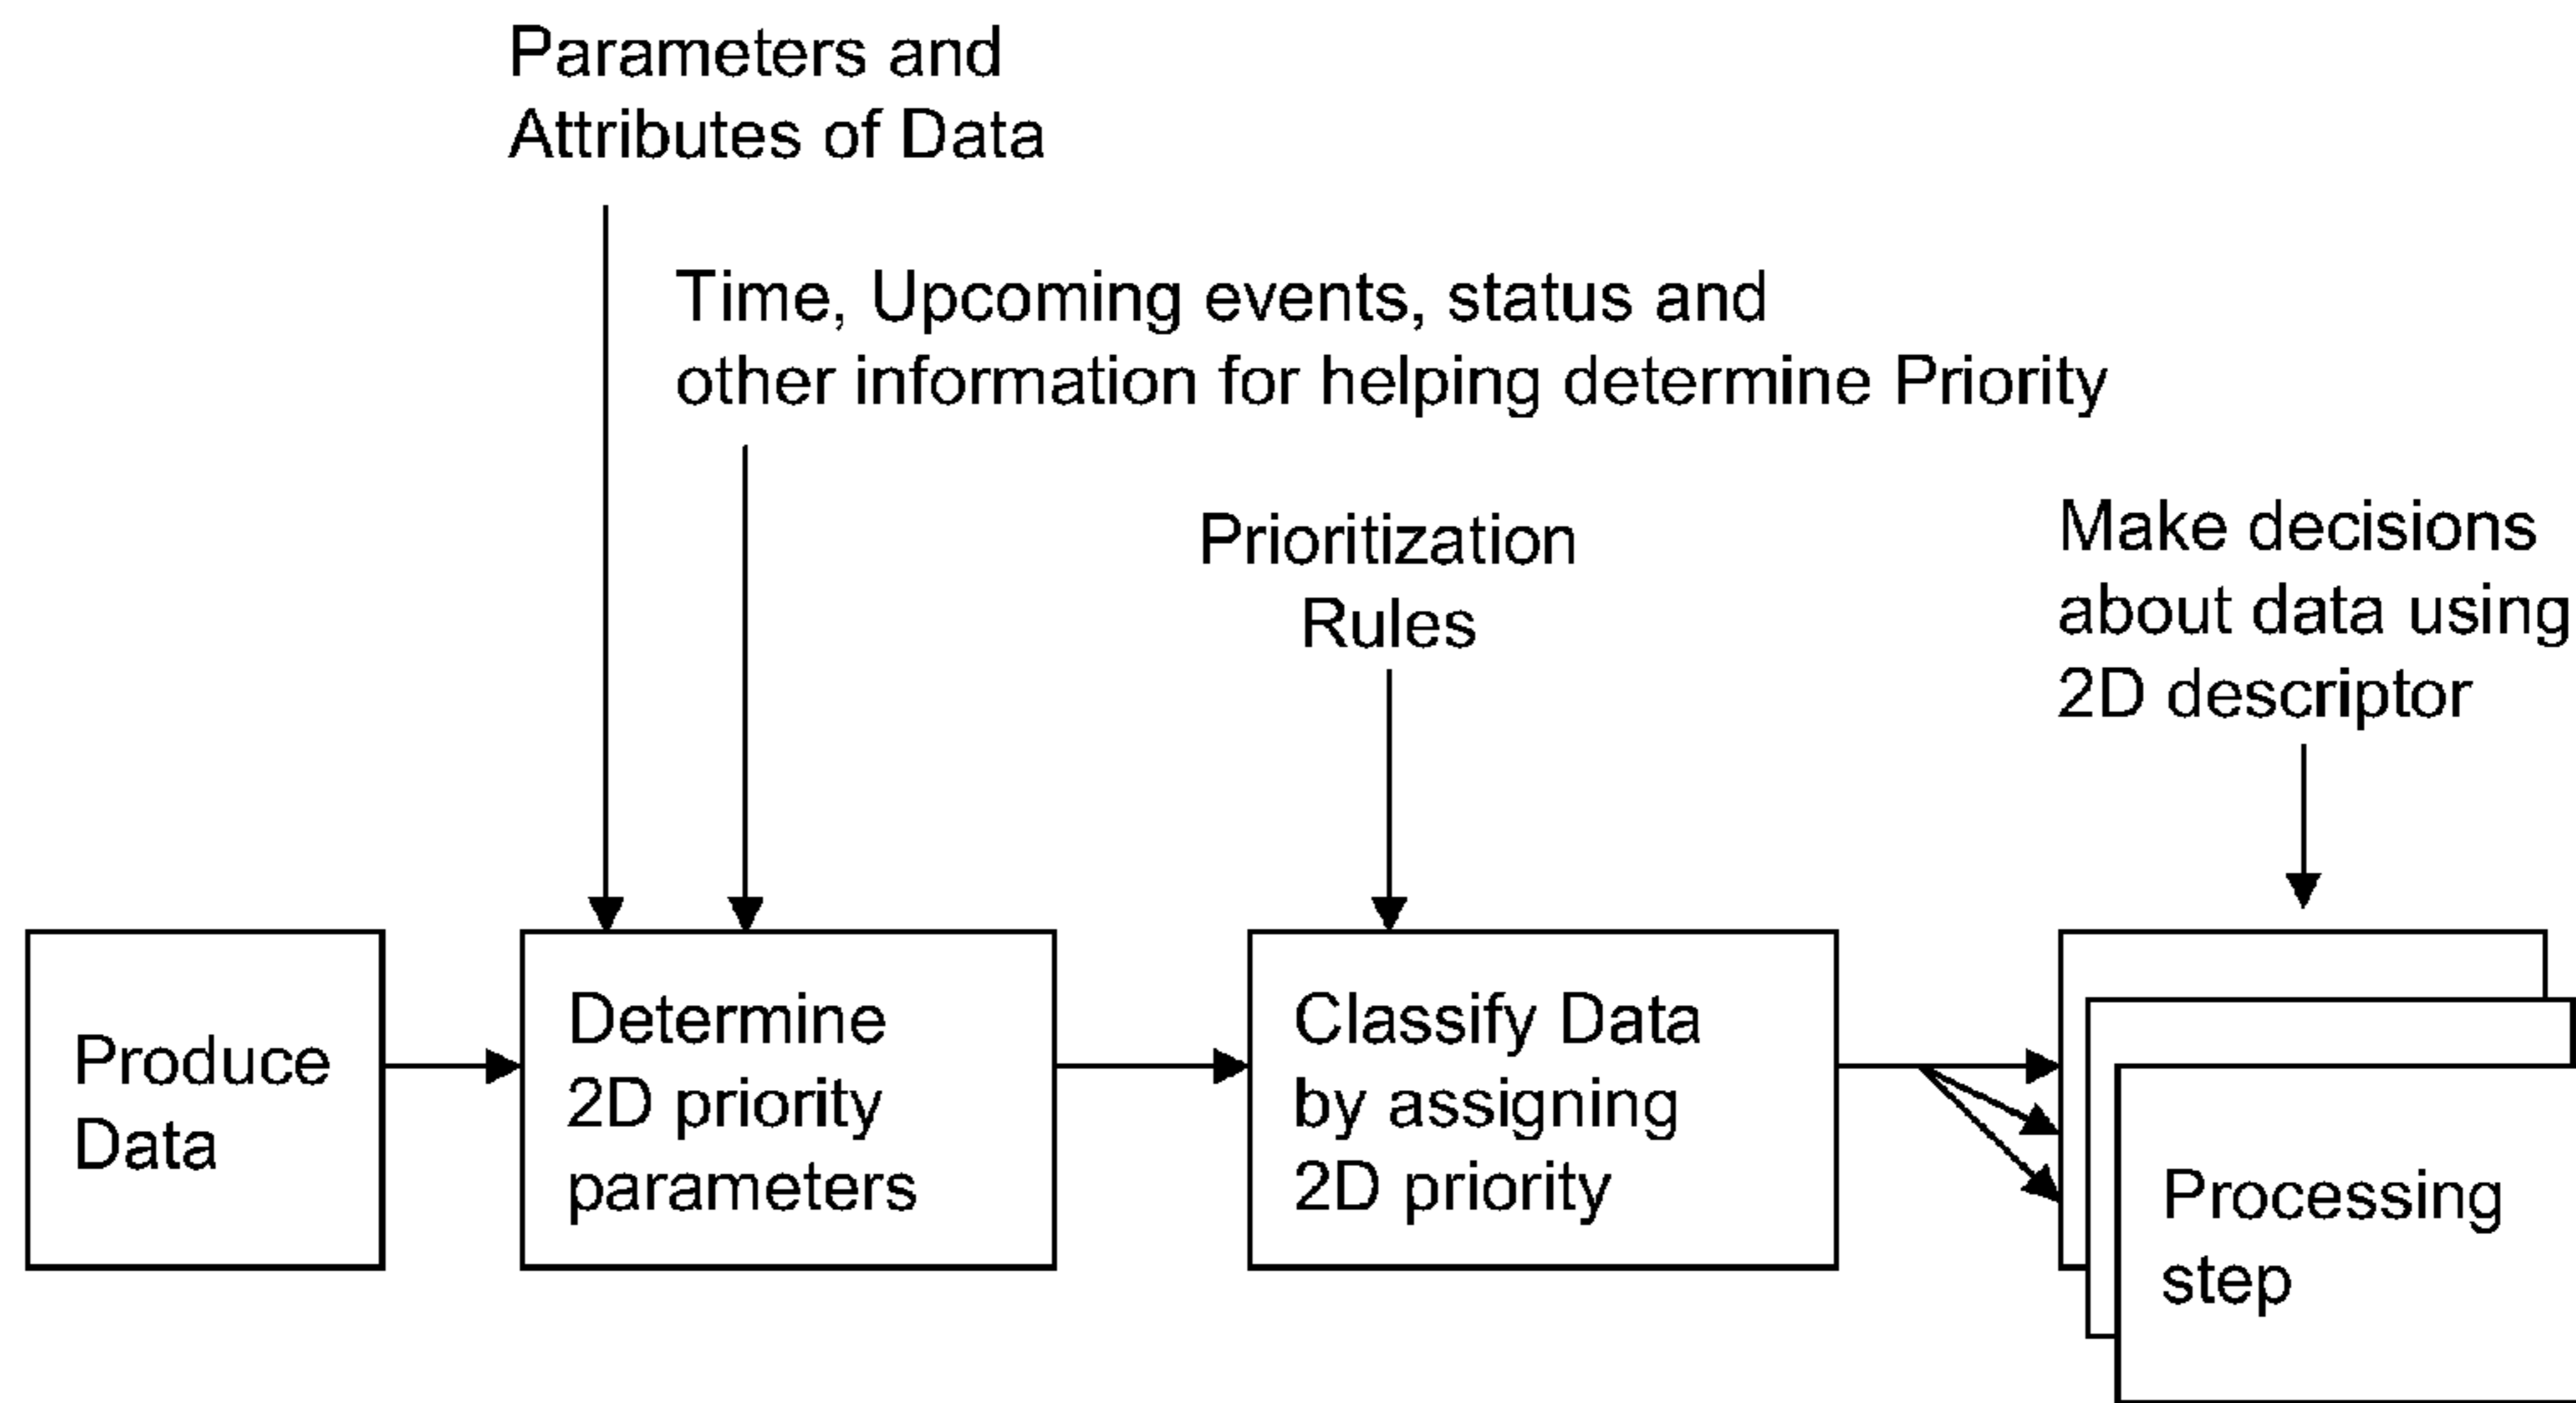 Parameters and
Attributes of Data
Time, Upcoming events, status and
other information for helping determine Priority
Prioritization
Rules
Make decisions
about data using
2D descriptor
Produce
Data
Determine
2D priority
parameters
Classify Data
by assigning
2D priority
Processing
step